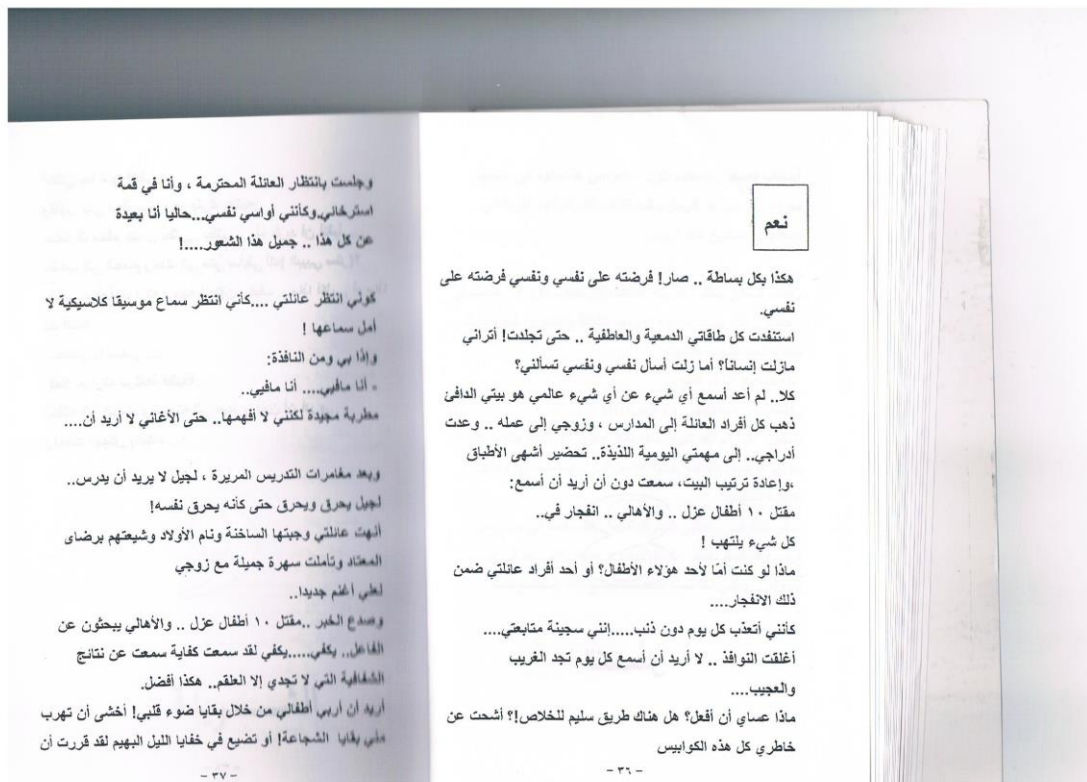 نعم
هكذا بكل بساطة .. صار! فرضته على نفسي ونفسي فرضته على
نفسي.
استنفدت كل طاقاتي الدمعية والعاطفية .. حتى تجلدت! أتراني
مازلت إنساناً؟ أما زلت أسأل نفسي ونفسي تسألني؟
كلا.. لم أعد أسمع أي شيء عن أي شيء عالمي هو بيتي الدافئ
ذهب كل أفراد العائلة إلى المدارس ، وزوجي إلى عمله .. وعدت
أدراجي.. إلى مهمتي اليومية اللذيذة.. تحضير أشهى الأطباق
،وإعادة ترتيب البيت، سمعت دون أن أريد أن أسمع:
مقتل ١٠ أطفال عزل .. والأهالي .. انفجار في..
كل شيء يلتهب !
ماذا لو كنت أمّا لأحد هؤلاء الأطفال؟ أو أحد أفراد عائلتي ضمن
ذلك الانفجار....
كأنني أتعذب كل يوم دون ذنب.....إنني سجينة متابعتي....
أغلقت النوافذ .. لا أريد أن أسمع كل يوم تجد الغريب
والعجيب....
ماذا عساي أن أفعل؟ هل هناك طريق سليم للخلاص!؟ أشحت عن
خاطري كل هذه الكوابيس
- ٣٦ -
وجلست بانتظار العائلة المحترمة ، وأنا في قمة
استرخائي.وكأنني أواسي نفسي...حاليا أنا بعيدة
عن كل هذا .. جميل هذا الشعور....!
كوني انتظر عائلتي ....كأني انتظر سماع موسيقا كلاسيكية لا
أمل سماعها !
وإذا بي ومن النافذة:
- أنا مافيي.... أنا مافيي..
مطربة مجيدة لكنني لا أفهمها.. حتى الأغاني لا أريد أن....
وبعد مغامرات التدريس المريرة ، لجيل لا يريد أن يدرس..
لجيل يحرق ويحرق حتى كأنه يحرق نفسه!
أنهت عائلتي وجبتها الساخنة ونام الأولاد وشيعتهم برضاي
المعتاد وتأملت سهرة جميلة مع زوجي
لعلي أغنم جديدا..
وصدع الخبر ..مقتل ١٠ أطفال عزل .. والأهالي يبحثون عن
الفاعل.. يكفي.....يكفي لقد سمعت كفاية سمعت عن نتائج
الشفافية التي لا تجدي إلا العلقم.. هكذا أفضل.
أريد أن أربي أطفالي من خلال بقايا ضوء قلبي! أخشى أن تهرب
مني بقايا الشجاعة! أو تضيع في خفايا الليل البهيم لقد قررت أن
- ٣٧ -